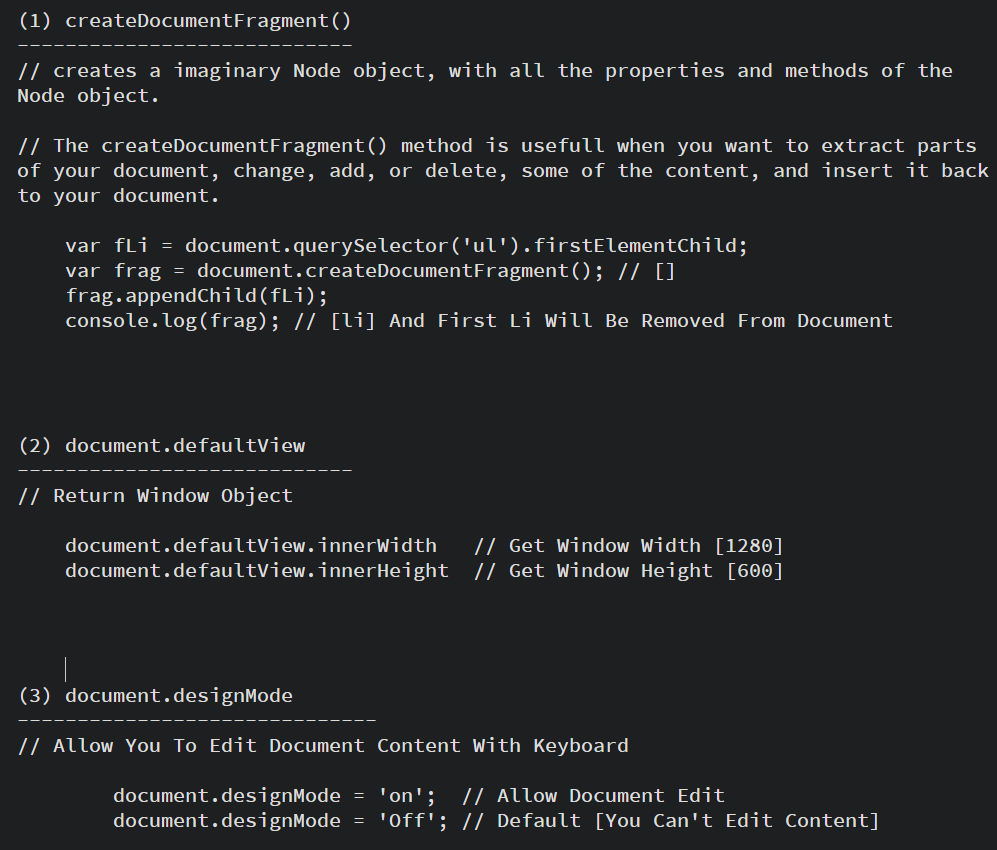 (1) createDocumentFragment()
----------------------------
// creates a imaginary Node object, with all the properties and methods of the
Node object.
// The createDocumentFragment() method is usefull when you want to extract parts
of your document, change, add, or delete, some of the content, and insert it back
to your document.
var fLi = document.querySelector('ul').firstElementChild;
var frag = document.createDocumentFragment(); // []
frag.appendChild(fLi);
console.log(frag); // [li] And First Li Will Be Removed From Document
(2) document.defaultView
----------------------------
// Return Window Object
document.defaultView.innerWidth   // Get Window Width [1280]
document.defaultView.innerHeight  // Get Window Height [600]
(3) document.designMode
------------------------------
// Allow You To Edit Document Content With Keyboard
document.designMode = 'on';  // Allow Document Edit
document.designMode = 'Off'; // Default [You Can't Edit Content]